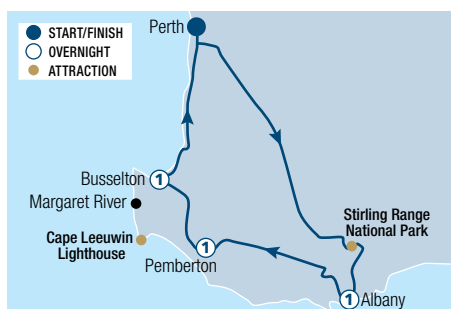 START/FINISH
OVERNIGHT
ATTRACTION
Perth
Busselton 1
Margaret River
Cape Leeuwin
Lighthouse
Pemberton
1
Stirling Range
National Park
1 Albany